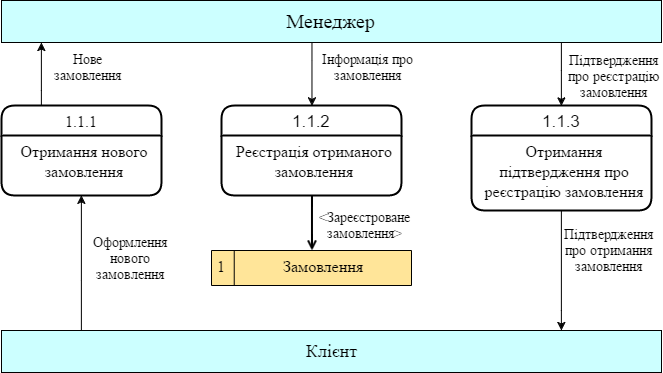 Менеджер
Нове
замовлення
Інформація про
замовлення
Підтвердження
про реєстрацію
замовлення
1.1.1
Отримання нового
замовлення
1.1.2
Реєстрація отриманого
замовлення
1.1.3
Отримання
підтвердження про
реєстрацію замовлення
Оформлення
нового
замовлення
<Зареєстроване
замовлення>
Підтвердження
про отримання
замовлення
1
Замовлення
Клієнт